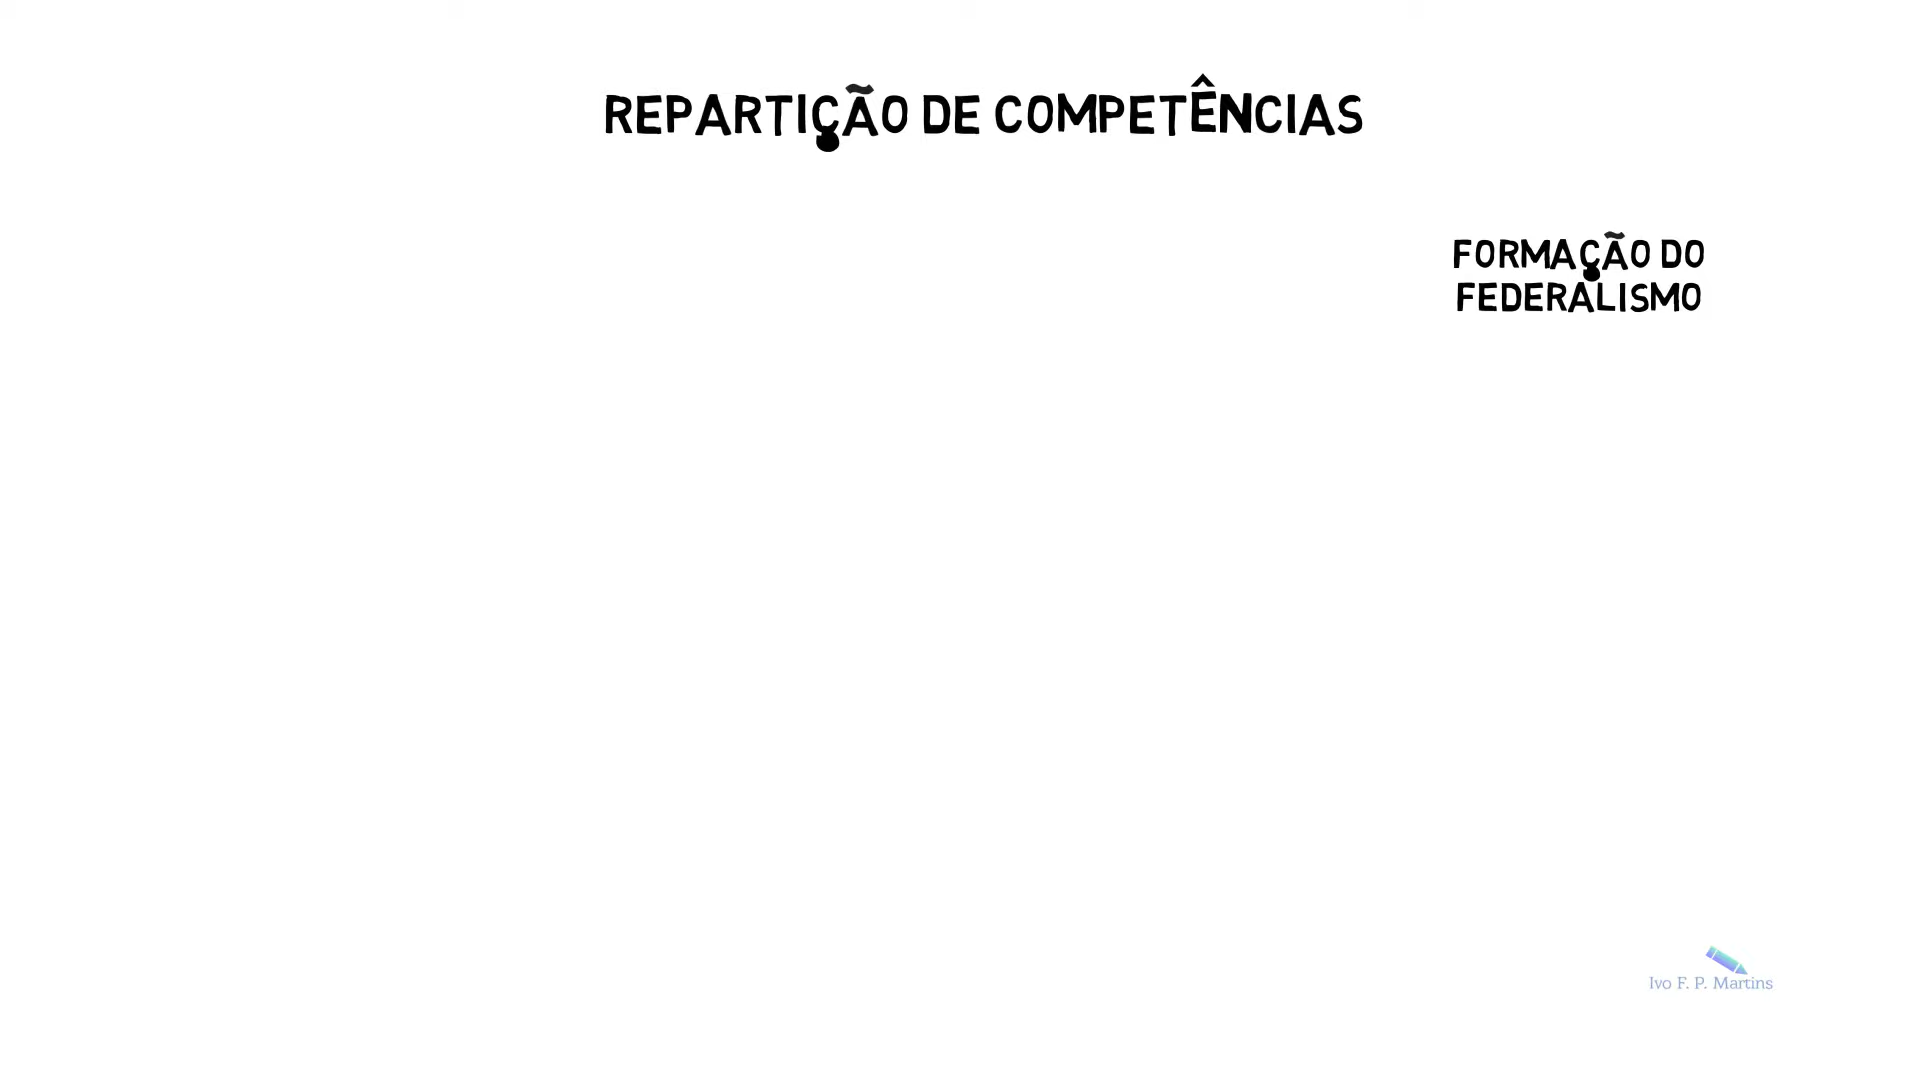 REPARTIÇÃO DE COMPETÊNCIAS
FORMAÇÃO DO
FEDERALISMO
Ivo F. P. Martins